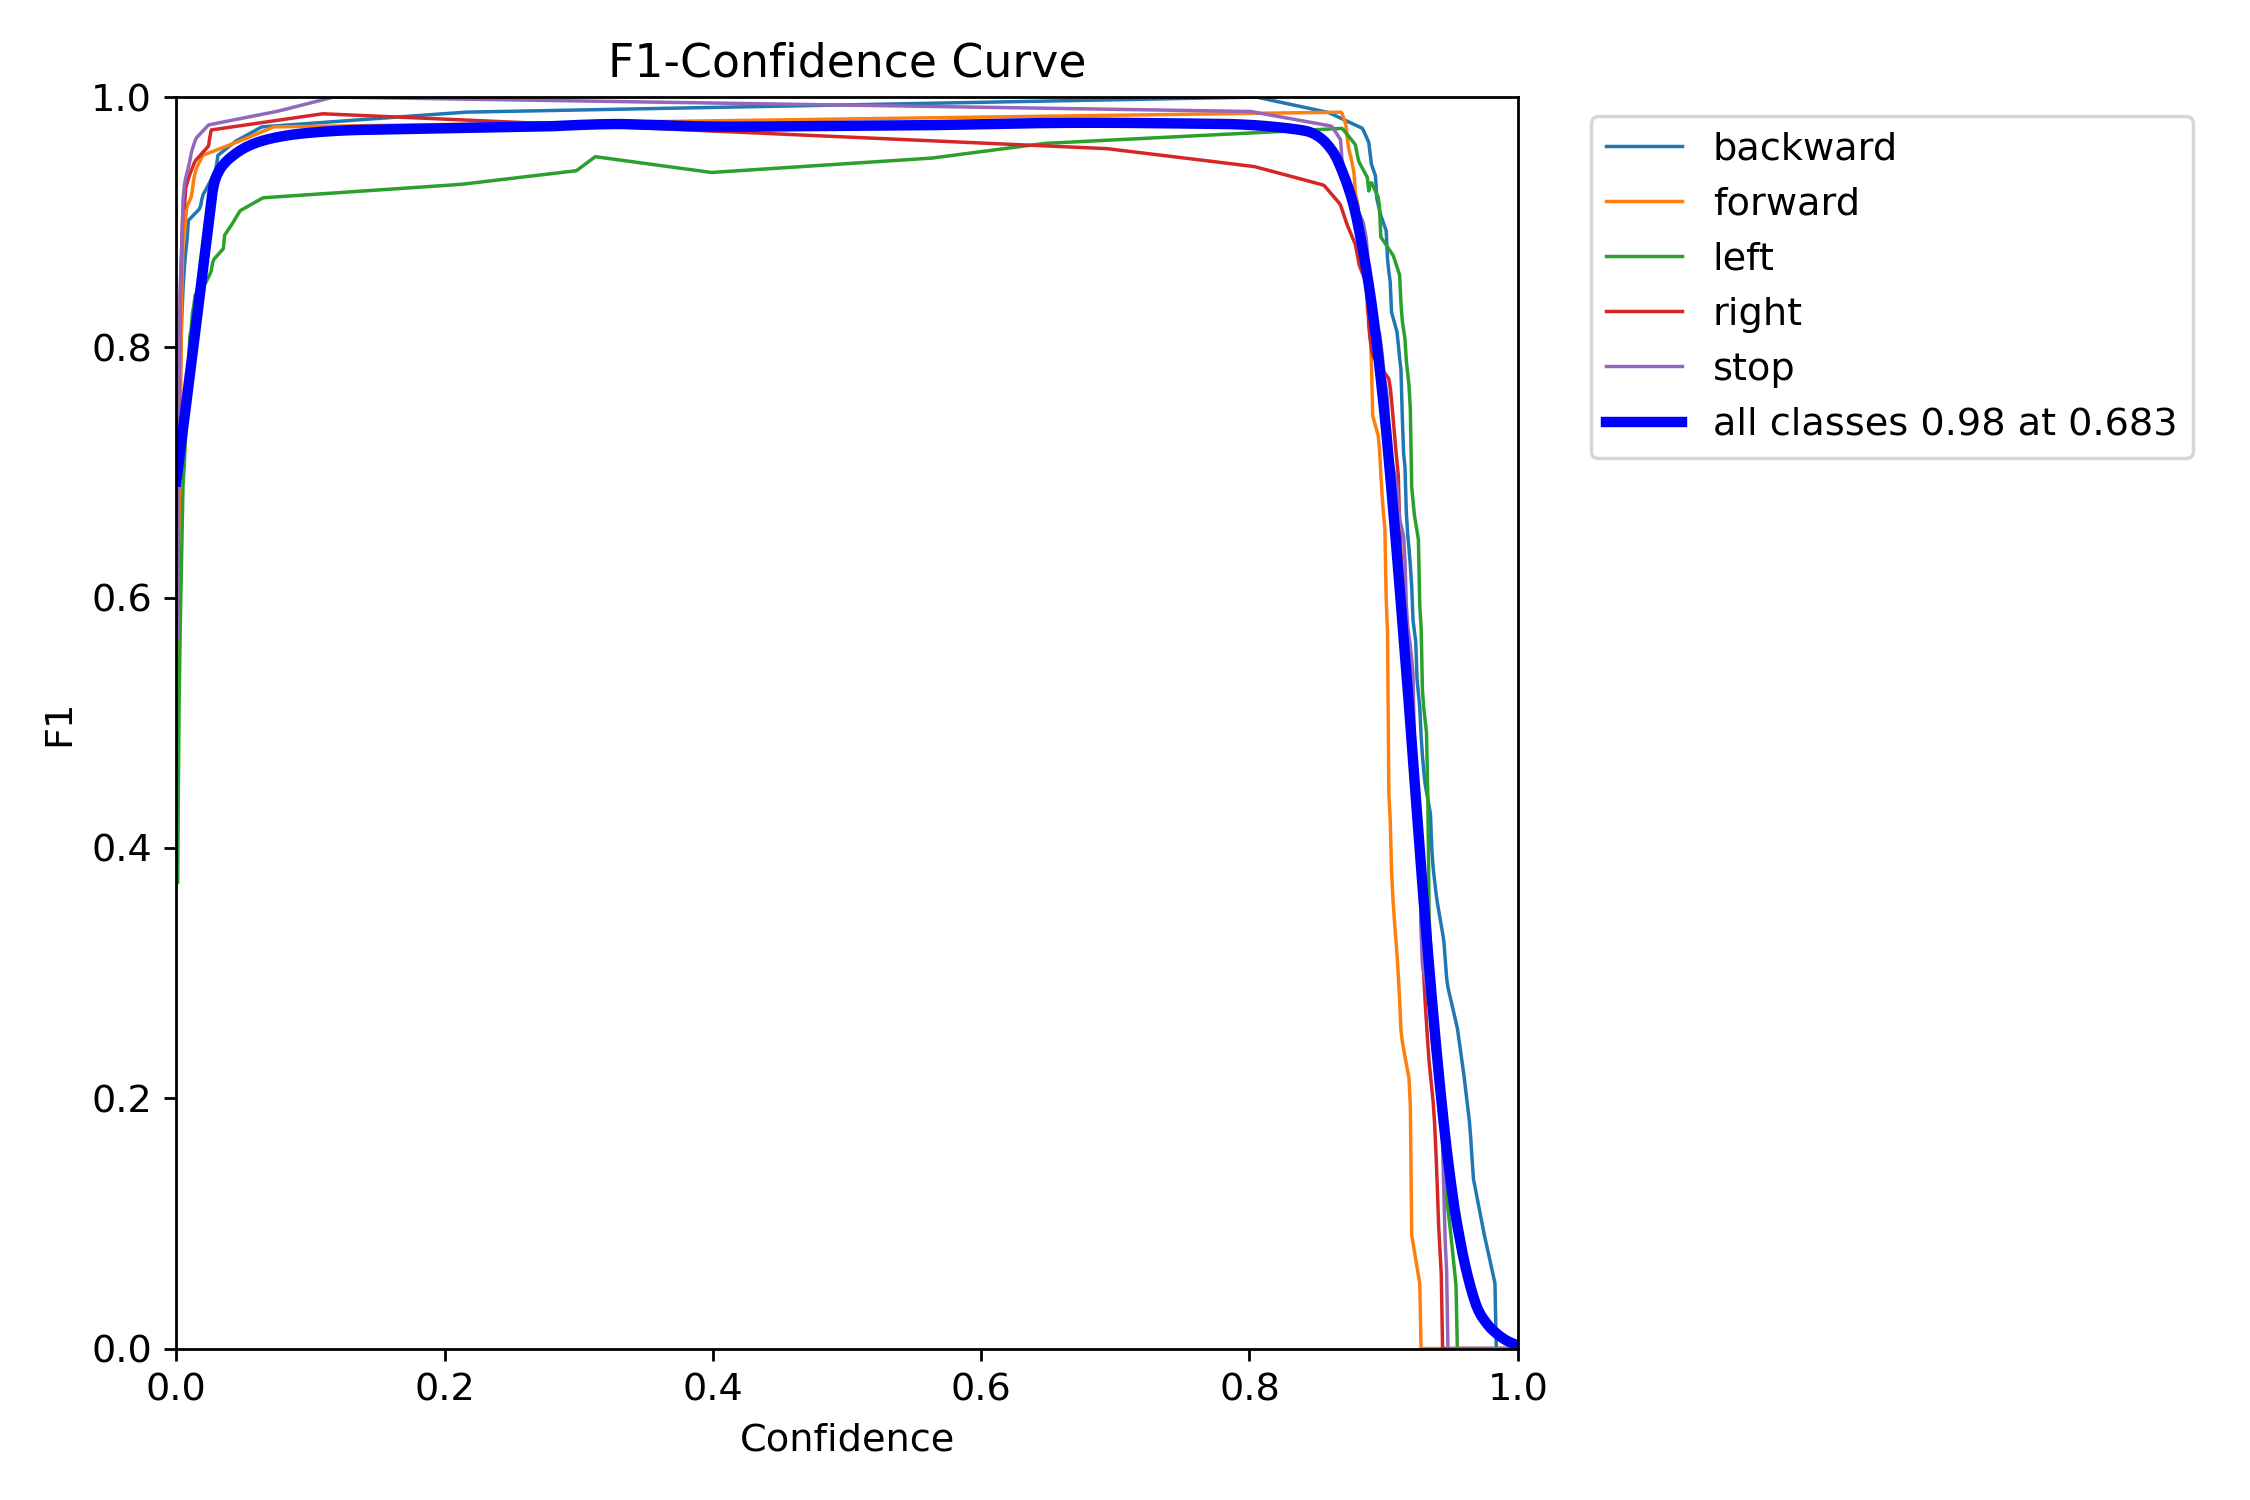 F1-Confidence Curve
1.0
0.8
0.6
0.4
0.2
0.0
F1
0.0 0.2 0.4 0.6 0.8 1.0
Confidence
backward
forward
left
right
stop
all classes 0.98 at 0.683